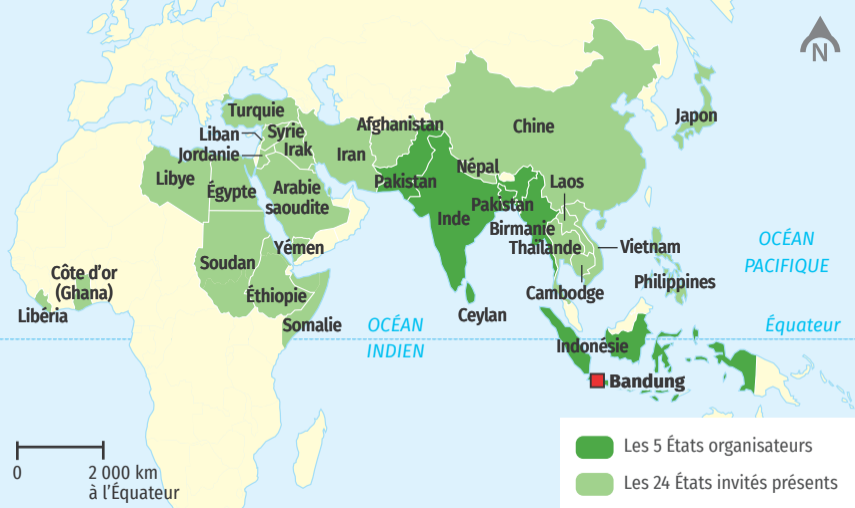 N
Turquie
Liban
Syrie
Jordanie
Irak
Iran
Afghanistan
Chine
Japon
Libye
Égypte
Arabie
saoudite
Pakistan
Népal
Laos
Inde
Pakistan
Birmanie
Thaïlande
Vietnam
Yémen
Soudan
Côte d'or
(Ghana)
Libéria
Éthiopie
Somalie
Ceylan
Cambodge
Philippines
OCÉAN
PACIFIQUE
OCÉAN
INDIEN
Équateur
Indonésie
Bandung
0
2 000 km
à l'Équateur
Les 5 États organisateurs
Les 24 États invités présents